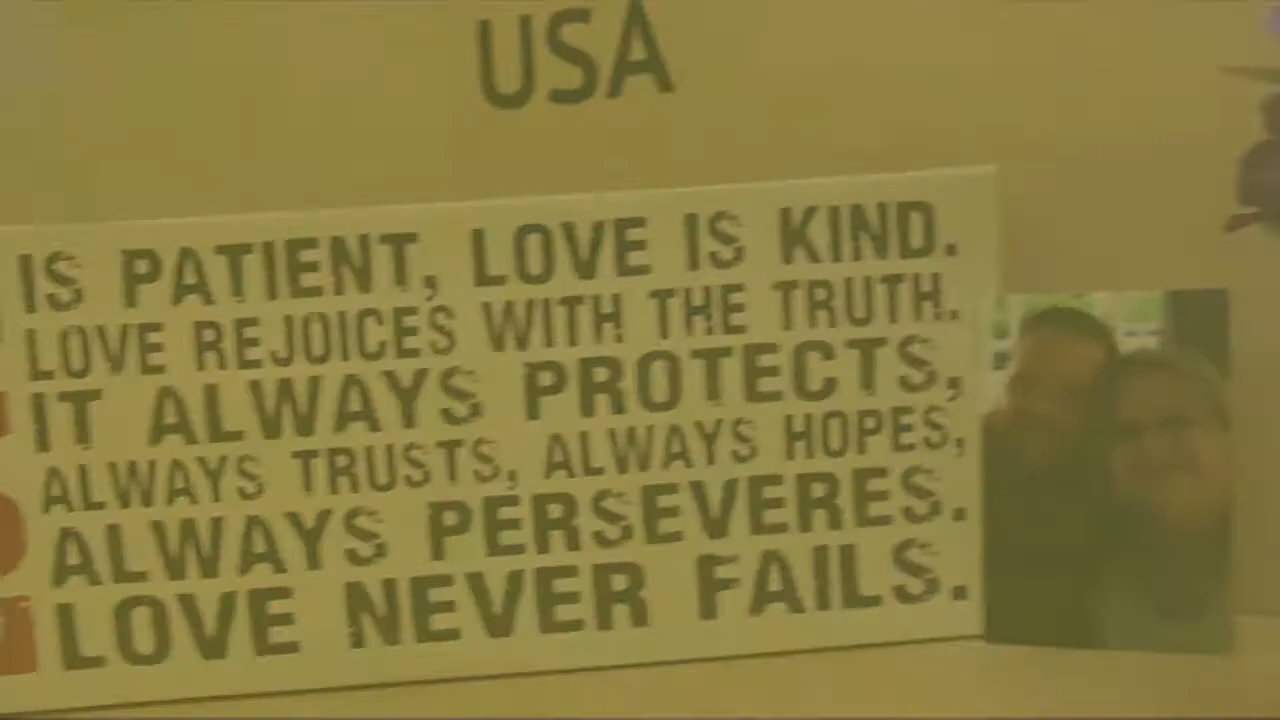 USA
IS PATIENT, LOVE IS KIND.
LOVE REJOICES WITH THE TRUTH.
IT ALWAYS PROTECTS,
ALWAYS TRUSTS, ALWAYS HOPES,
ALWAYS PERSEVERES.
LOVE NEVER FAILS.